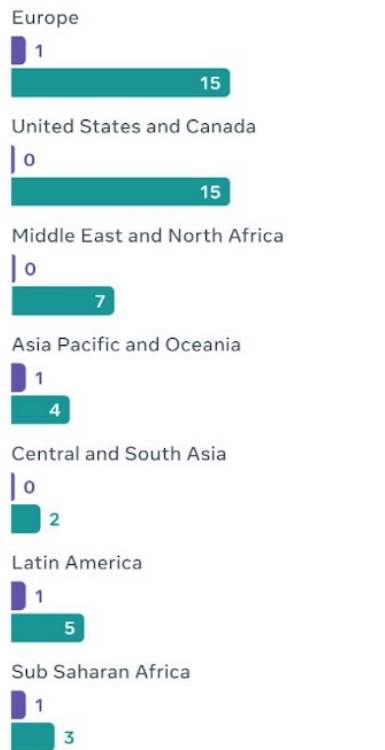 Europe
1
15
United States and Canada
0
15
Middle East and North Africa
0
7
Asia Pacific and Oceania
1
4
Central and South Asia
0
2
Latin America
1
5
Sub Saharan Africa
1
3